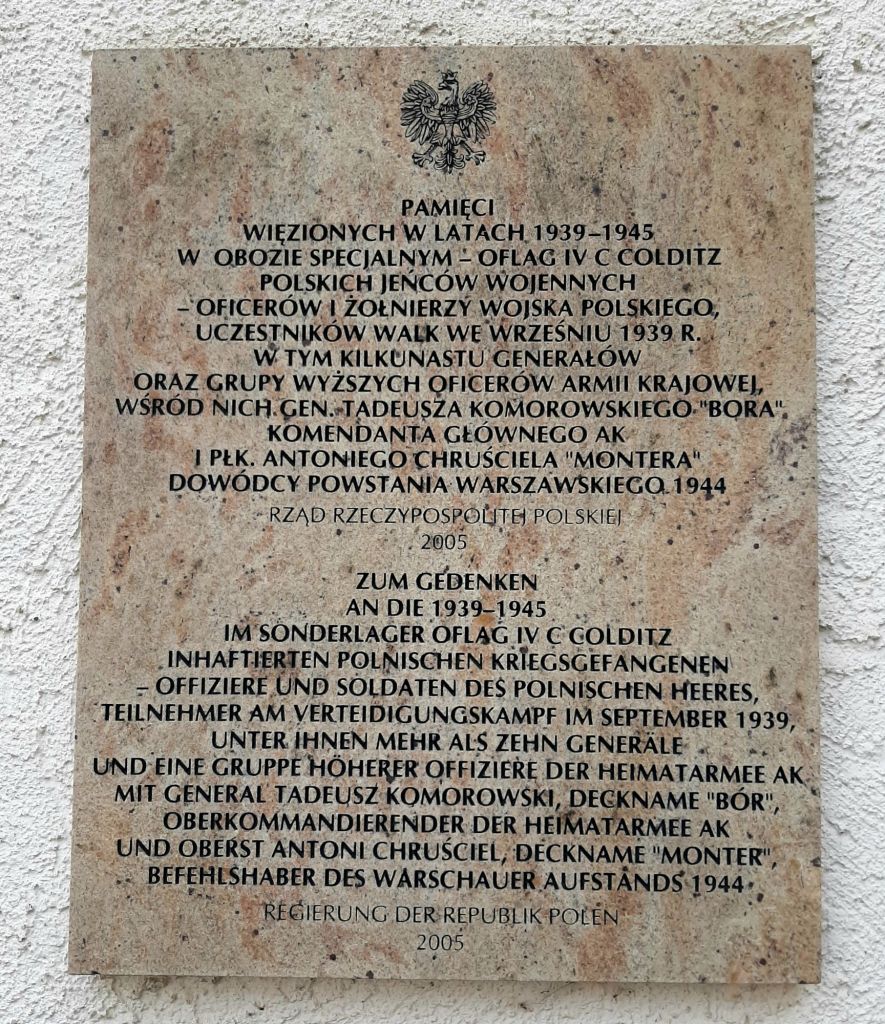 PAMIĘCI
WIĘZIONYCH W LATACH 1939–1945
W OBOZIE SPECJALNYM – OFLAG IV C COLDITZ
POLSKICH JEŃCÓW WOJENNYCH
– OFICERÓW I ŻOŁNIERZY WOJSKA POLSKIEGO,
UCZESTNIKÓW WALK WE WRZEŚNIU 1939 R.
W TYM KILKUNASTU GENERAŁÓW
ORAZ GRUPY WYŻSZYCH OFICERÓW ARMII KRAJOWEJ,
WŚRÓD NICH GEN. TADEUSZA KOMOROWSKIEGO "BORA"
KOMENDANTA GŁÓWNEGO AK
I PŁK. ANTONIEGO CHRUŚCIELA "MONTERA"
DOWÓDCY POWSTANIA WARSZAWSKIEGO 1944
RZĄD RZECZYPOSPOLITEJ POLSKIEJ
2005
ZUM GEDENKEN
AN DIE 1939–1945
IM SONDERLAGER OFLAG IV C COLDITZ
INHAFTIERTEN POLNISCHEN KRIEGSGEFANGENEN
– OFFIZIERE UND SOLDATEN DES POLNISCHEN HEERES,
TEILNEHMER AM VERTEIDIGUNGSKAMPF IM SEPTEMBER 1939,
UNTER IHNEN MEHR ALS ZEHN GENERÄLE
UND EINE GRUPPE HÖHERER OFFIZIERE DER HEIMATARMEE AK
MIT GENERAL TADEUSZ KOMOROWSKI, DECKNAME "BÓR",
OBERKOMMANDIERENDER DER HEIMATARMEE AK
UND OBERST ANTONI CHRUŚCIEL, DECKNAME "MONTER",
BEFEHLSHABER DES WARSCHAUER AUFSTANDS 1944
REGIERUNG DER REPUBLIK POLEN
2005